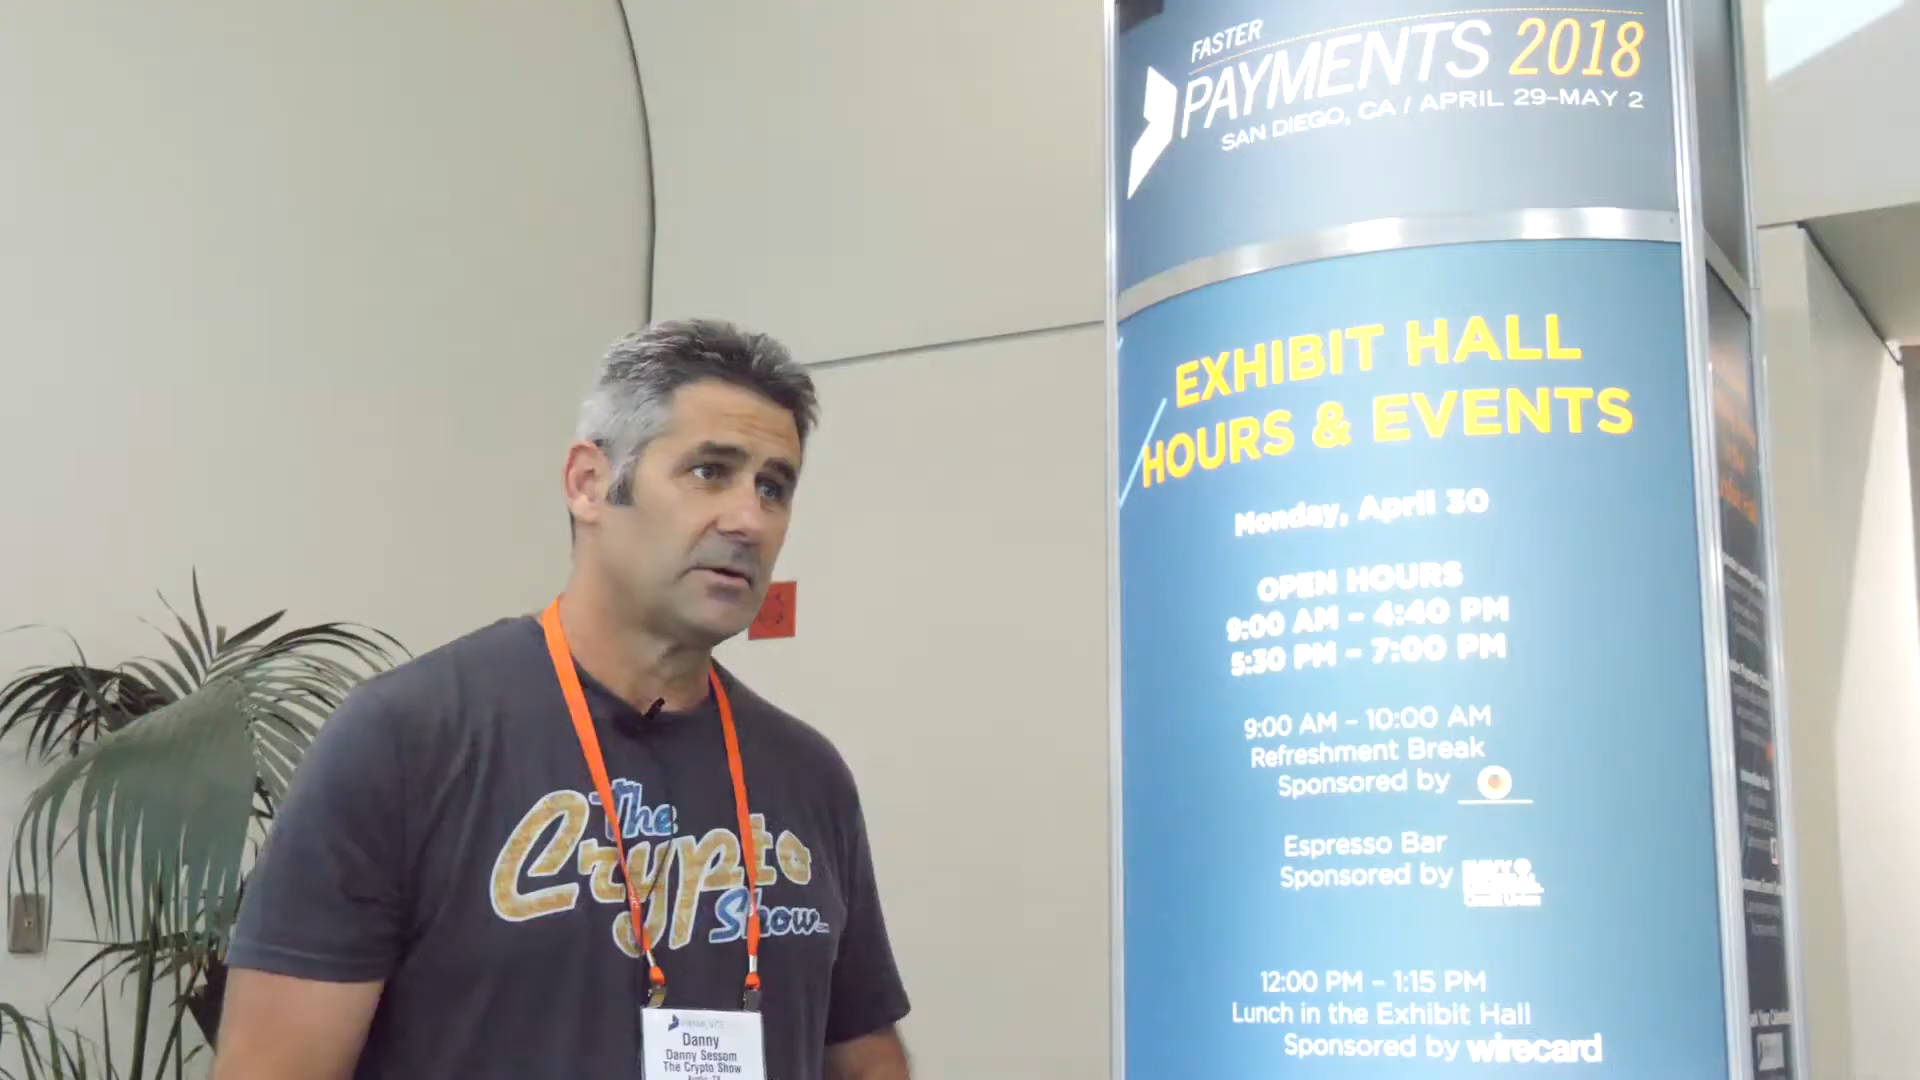 FASTER
PAYMENTS 2018
SAN DIEGO, CA / APRIL 29–MAY 2
EXHIBIT HALL
HOURS & EVENTS
Monday, April 30
OPEN HOURS
9:00 AM – 4:40 PM
5:30 PM – 7:00 PM
9:00 AM – 10:00 AM
Refreshment Break
Sponsored by
Espresso Bar
Sponsored by
12:00 PM – 1:15 PM
Lunch in the Exhibit Hall
Sponsored by wirecard
The
Crypto
Show
PAYMENTS
Danny
Danny Sessom
The Crypto Show